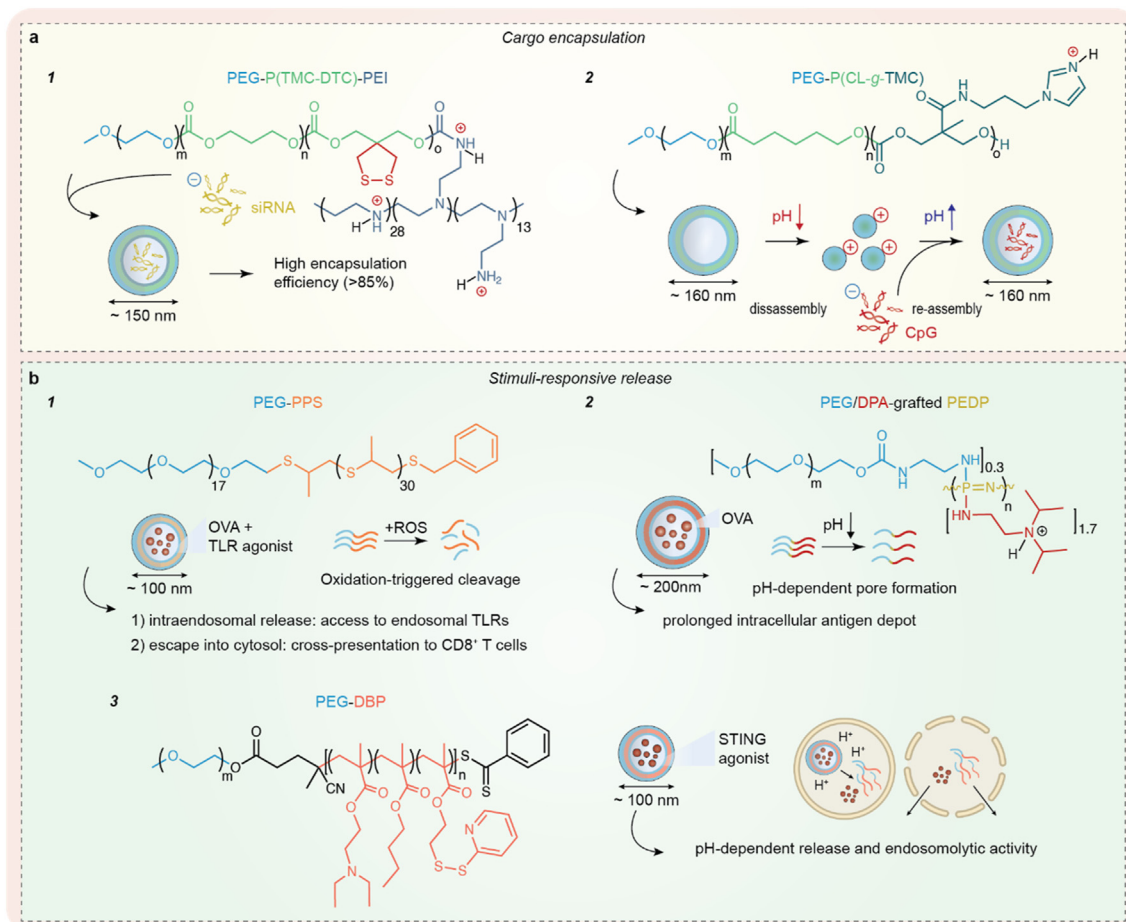 a
Cargo encapsulation
1
PEG-P(TMC-DTC)-PEI
O
O
m
O
O
O
n
O
O
O
o
O
N
H
⊕
S-S
⊖
siRNA
⊕
N
H H
28
N
N
13
H
NH₂
⊕
High encapsulation
efficiency (>85%)
~ 150 nm
2
PEG-P(CL-g-TMC)
⊕
H
N
N
O
H
N
O
O
m
O
O
n
O
O
O
H
o
pH ↓
pH ↑
+
+
+
~ 160 nm
disassembly
⊖
re-assembly
CpG
~ 160 nm
b
Stimuli-responsive release
1
PEG-PPS
O
O
O
17
O
S
S
30
S
OVA +
TLR agonist
+ROS
~ 100 nm
Oxidation-triggered cleavage
1) intraendosomal release: access to endosomal TLRs
2) escape into cytosol: cross-presentation to CD8⁺ T cells
2
PEG/DPA-grafted PEDP
[
O
O
m
O
O
O
N
H
NH
]0.3
P=N
n
HN
[
N
⊕
H
]1.7
OVA
pH ↓
~ 200nm
pH-dependent pore formation
prolonged intracellular antigen depot
3
PEG-DBP
O
m
O
O
CN
O
O
O
O
O
O
n
S
S
N
N
S-S
STING
agonist
H⁺
H⁺
H⁺
~ 100 nm
pH-dependent release and endosomolytic activity